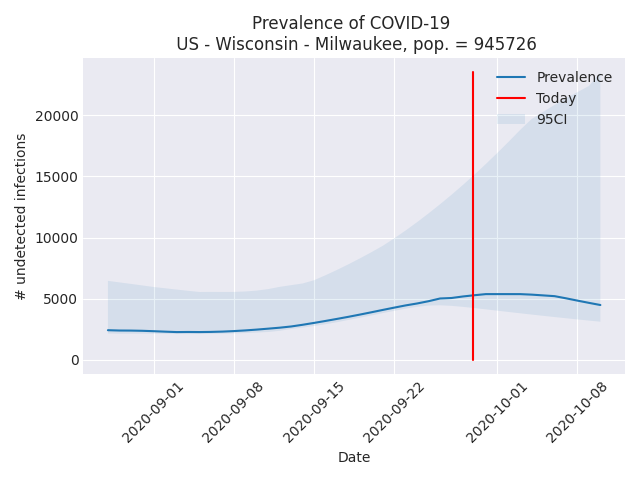 Prevalence of COVID-19
US - Wisconsin - Milwaukee, pop. = 945726
Prevalence
Today
95CI
# undetected infections
20000
15000
10000
5000
0
2020-09-01
2020-09-08
2020-09-15
2020-09-22
2020-10-01
2020-10-08
Date